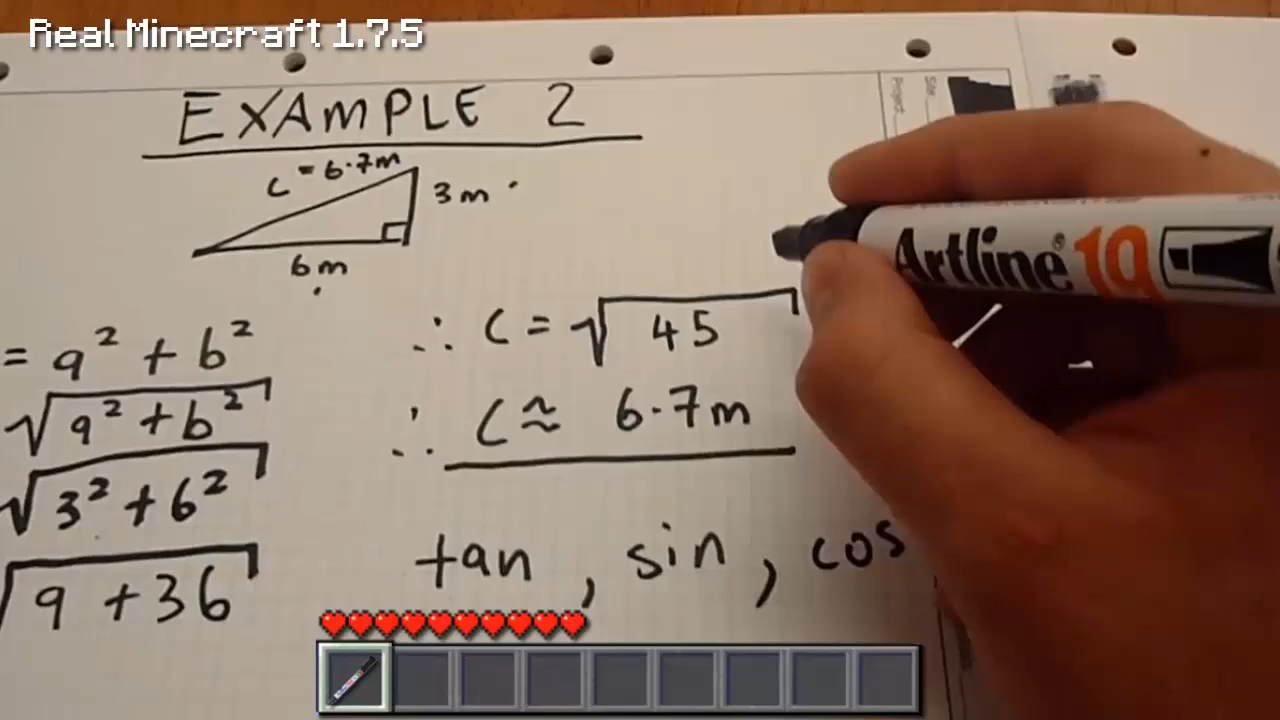 Real Minecraft 1.7.5
EXAMPLE 2
c = 6.7m
3m
6m
= a² + b²
√a² + b²
√3² + 6²
√9 + 36
∴ c = √45
∴ c ≈ 6.7m
tan, sin, cos
Project:
Artline® 19